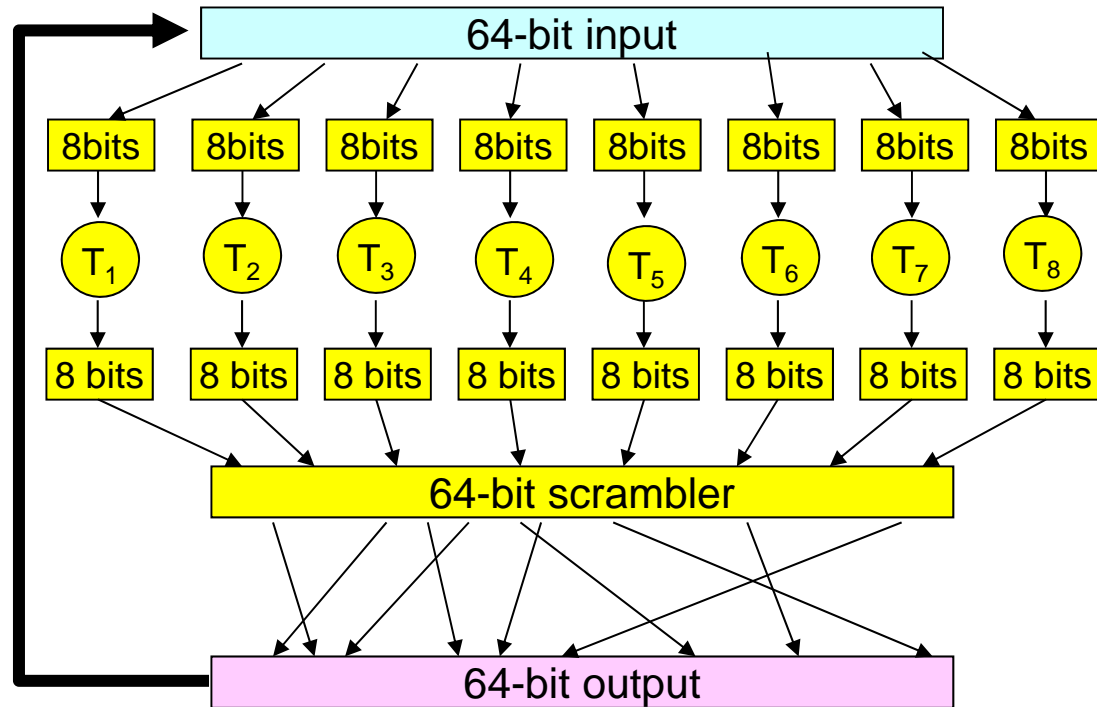 64-bit input
8bits 8bits 8bits 8bits 8bits 8bits 8bits 8bits
T1 T2 T3 T4 T5 T6 T7 T8
8 bits 8 bits 8 bits 8 bits 8 bits 8 bits 8 bits 8 bits
64-bit scrambler
64-bit output